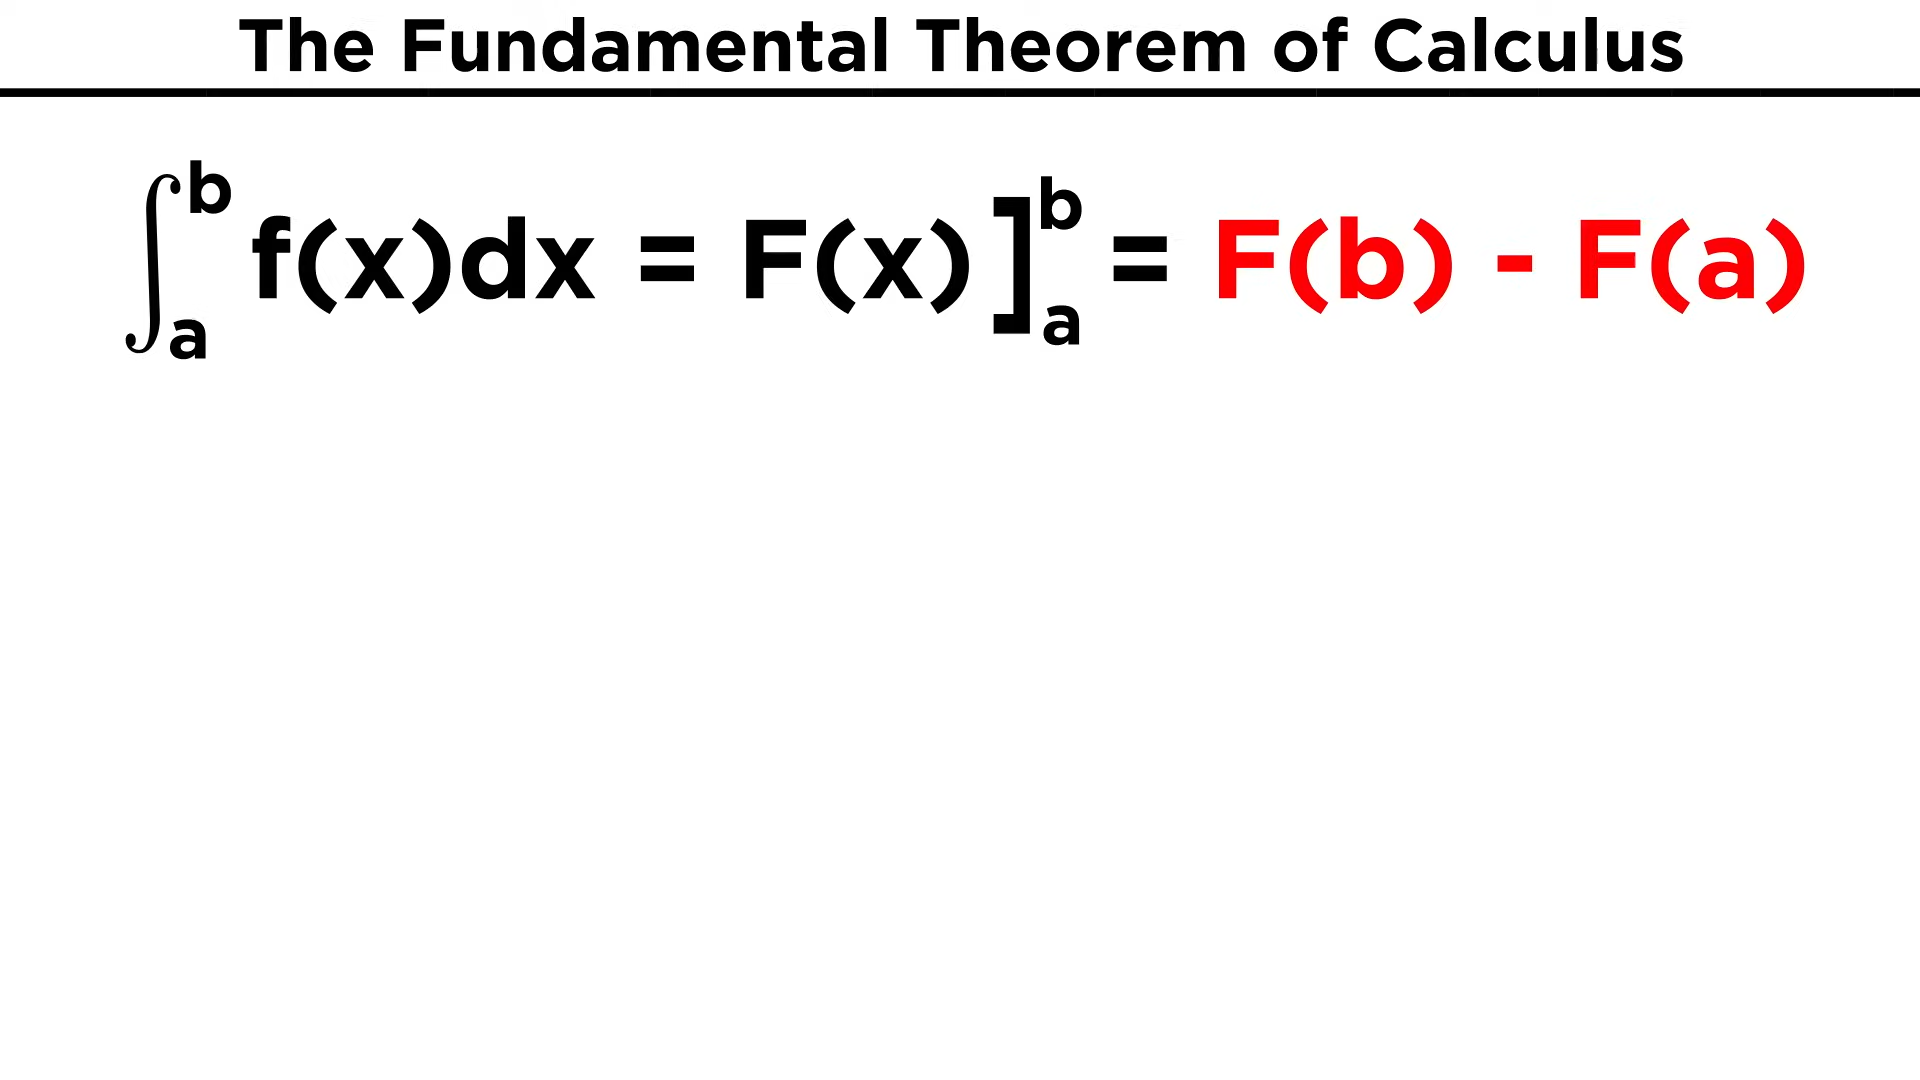 The Fundamental Theorem of Calculus
∫ₐᵇ f(x)dx = F(x)]ₐᵇ = F(b) - F(a)